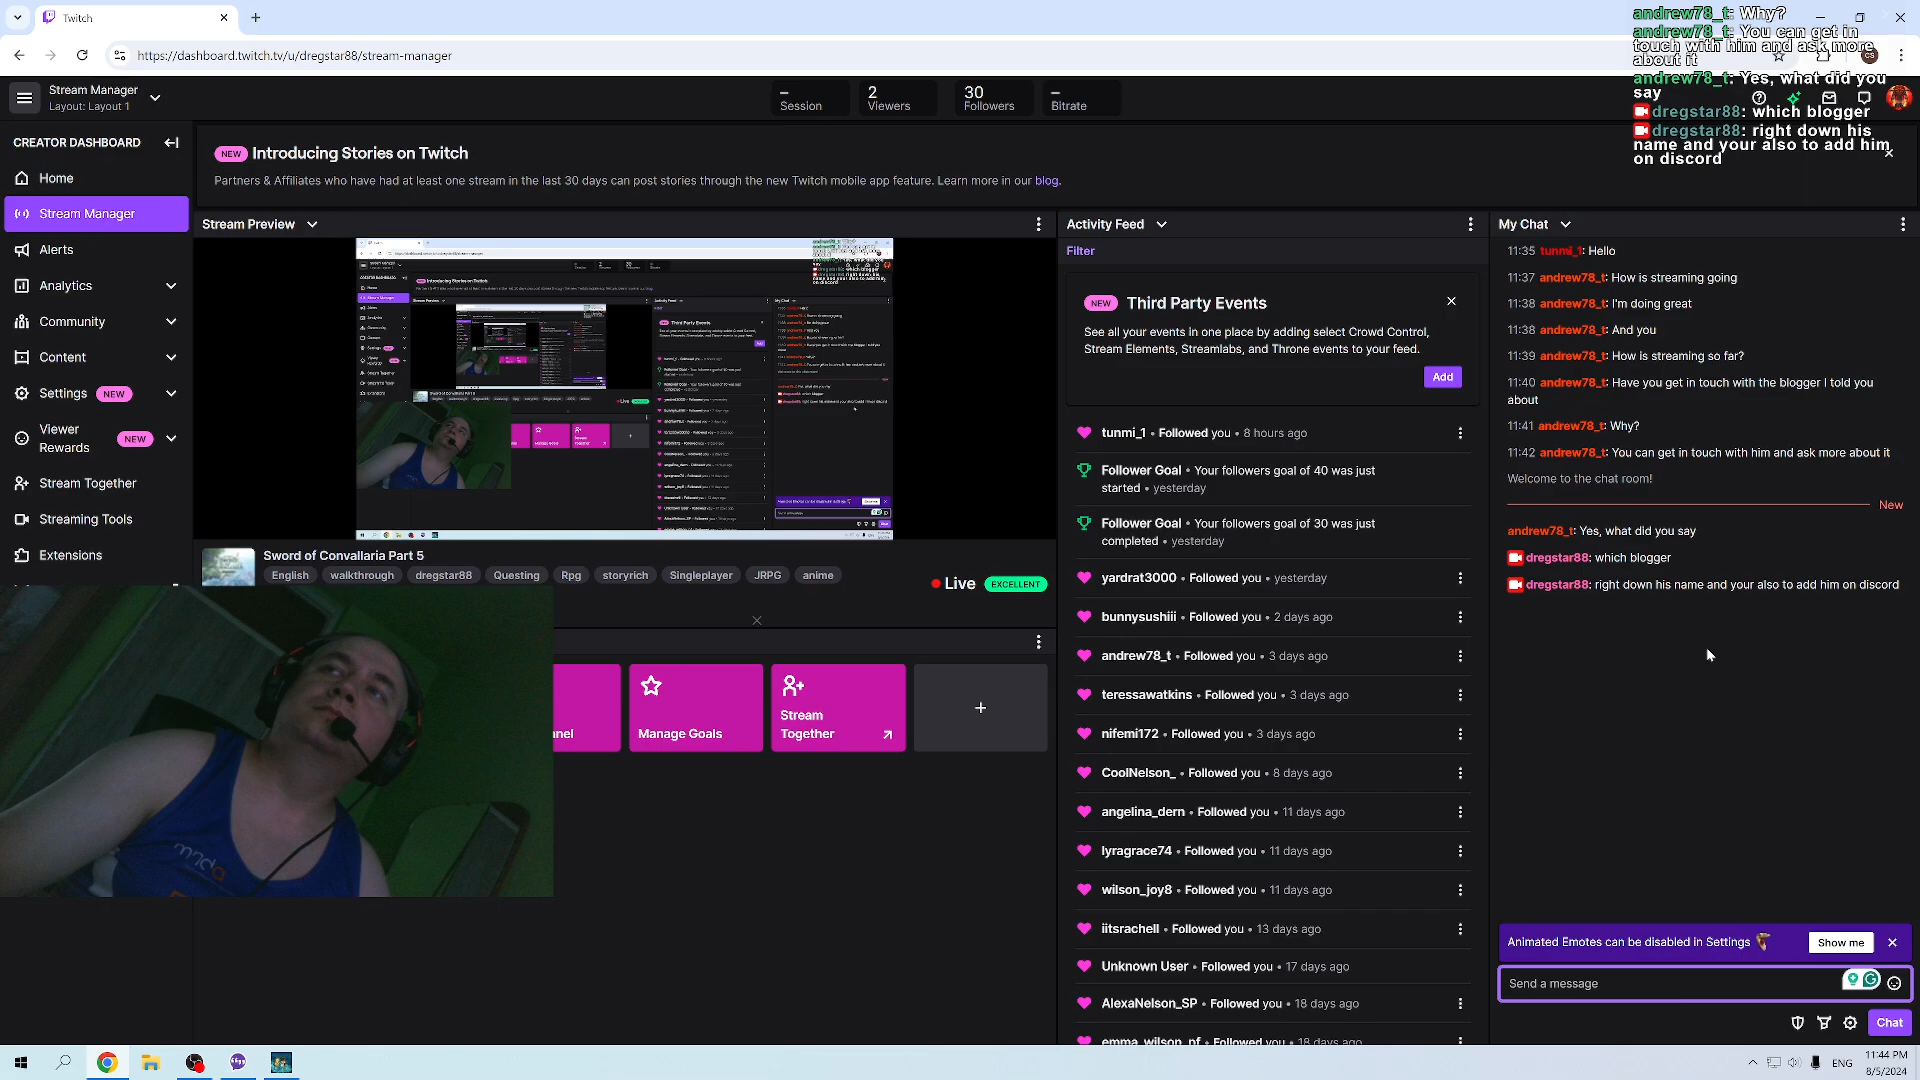 Twitch
https://dashboard.twitch.tv/u/dregstar88/stream-manager
andrew78_t: Why?
andrew78_t: You can get in
touch with him and ask more
about it
andrew78_t: Yes, what did you
say
dregstar88: which blogger
dregstar88: right down his
name and your also to add him
on discord
CS
Stream Manager
Layout: Layout 1
–
Session
2
Viewers
30
Followers
–
Bitrate
CREATOR DASHBOARD
Home
Stream Manager
Alerts
Analytics
Community
Content
Settings NEW
Viewer
Rewards NEW
Stream Together
Streaming Tools
Extensions
NEW Introducing Stories on Twitch
Partners & Affiliates who have had at least one stream in the last 30 days can post stories through the new Twitch mobile app feature. Learn more in our blog.
Stream Preview
Sword of Convallaria Part 5
English walkthrough dregstar88 Questing Rpg storyrich Singleplayer JRPG anime
Live EXCELLENT
nel
Manage Goals
Stream
Together
Activity Feed
Filter
NEW Third Party Events
See all your events in one place by adding select Crowd Control,
Stream Elements, Streamlabs, and Throne events to your feed.
Add
tunmi_1 • Followed you • 8 hours ago
Follower Goal • Your followers goal of 40 was just
started • yesterday
Follower Goal • Your followers goal of 30 was just
completed • yesterday
yardrat3000 • Followed you • yesterday
bunnysushiii • Followed you • 2 days ago
andrew78_t • Followed you • 3 days ago
teressawatkins • Followed you • 3 days ago
nifemi172 • Followed you • 3 days ago
CoolNelson_ • Followed you • 8 days ago
angelina_dern • Followed you • 11 days ago
lyragrace74 • Followed you • 11 days ago
wilson_joy8 • Followed you • 11 days ago
iitsrachell • Followed you • 13 days ago
Unknown User • Followed you • 17 days ago
AlexaNelson_SP • Followed you • 18 days ago
emma_wilson_pf • Followed you • 18 days ago
My Chat
11:35 tunmi_1: Hello
11:37 andrew78_t: How is streaming going
11:38 andrew78_t: I'm doing great
11:38 andrew78_t: And you
11:39 andrew78_t: How is streaming so far?
11:40 andrew78_t: Have you get in touch with the blogger I told you
about
11:41 andrew78_t: Why?
11:42 andrew78_t: You can get in touch with him and ask more about it
Welcome to the chat room!
New
andrew78_t: Yes, what did you say
dregstar88: which blogger
dregstar88: right down his name and your also to add him on discord
Animated Emotes can be disabled in Settings
Show me
Send a message
Chat
ENG
11:44 PM
8/5/2024